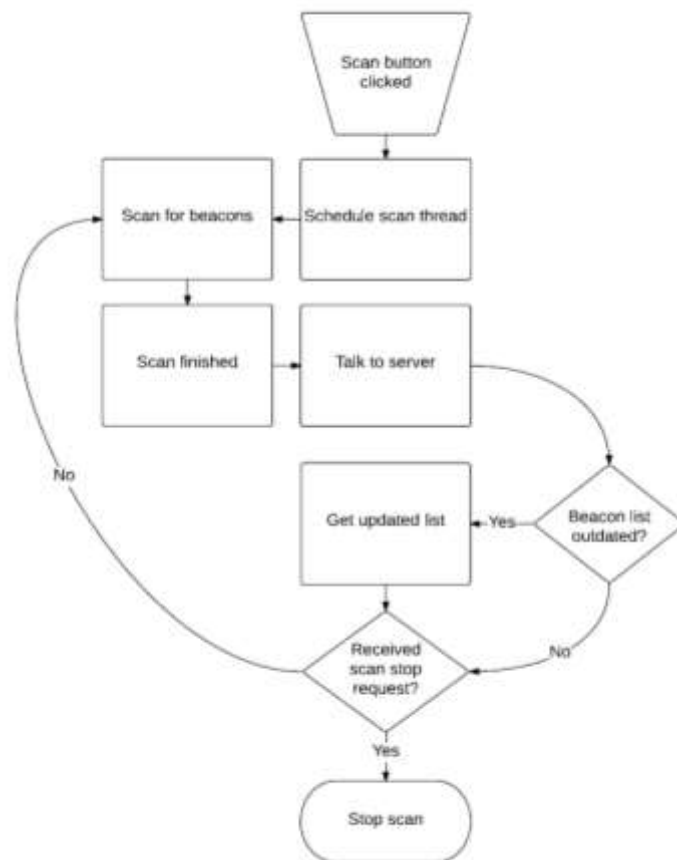 Scan button
clicked
Scan for beacons
Schedule scan thread
Scan finished
Talk to server
No
Get updated list
Yes
Beacon list
outdated?
Received
scan stop
request?
No
Yes
Stop scan